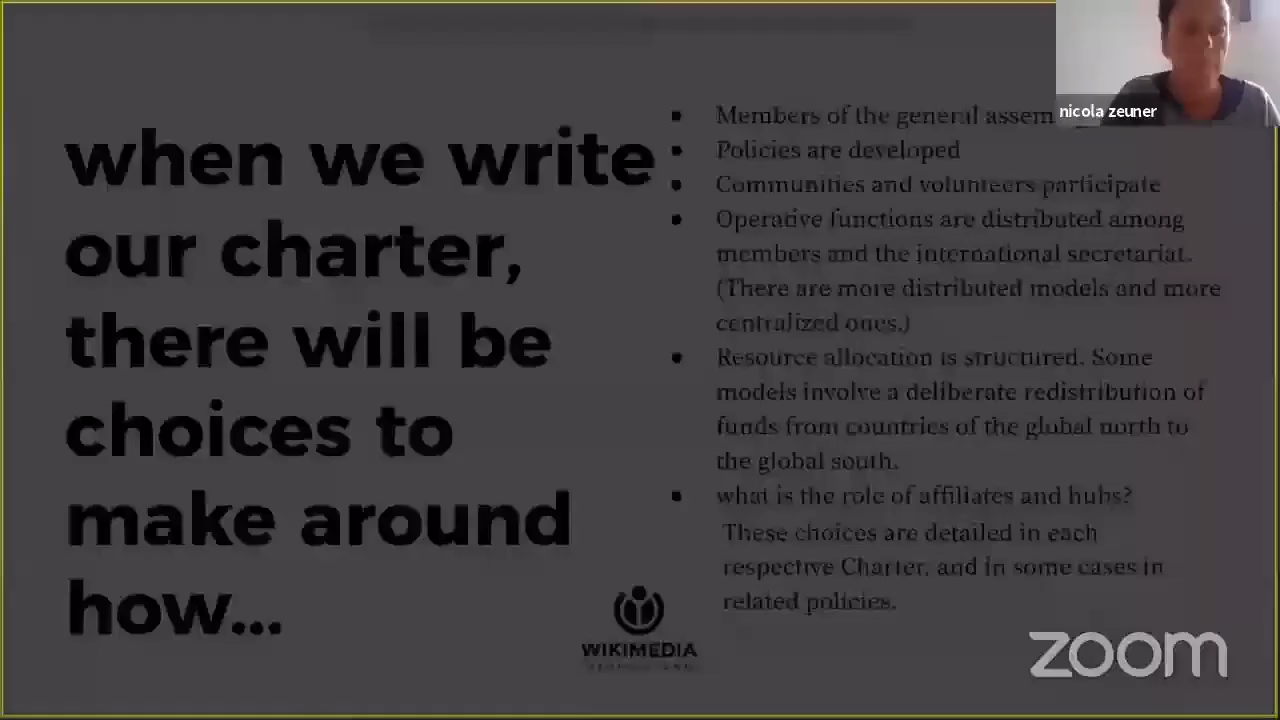 when we write
our charter,
there will be
choices to
make around
how...
Members of the general assem
Policies are developed
Communities and volunteers participate
Operative functions are distributed among
members and the international secretariat.
(There are more distributed models and more
centralized ones.)
Resource allocation is structured. Some
models involve a deliberate redistribution of
funds from countries of the global north to
the global south.
what is the role of affiliates and hubs?
These choices are detailed in each
respective Charter, and in some cases in
related policies.
WIKIMEDIA
nicola zeuner
zoom